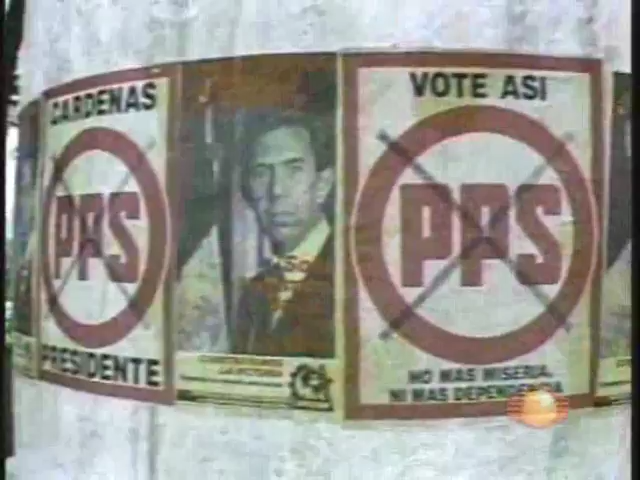 CARDENAS
PPS
PRESIDENTE
VOTE ASI
PPS
NO MAS MISERIA,
NI MAS DEPENDENCIA